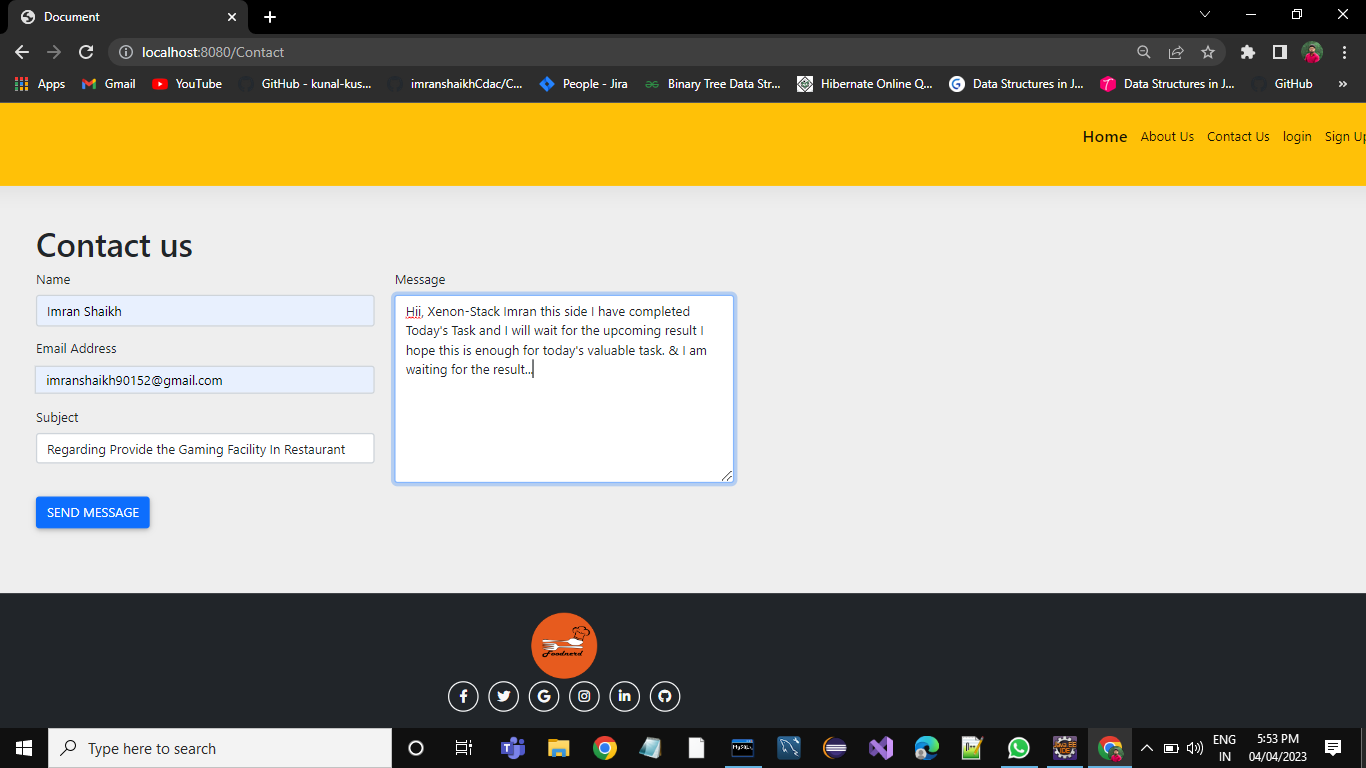 Document
localhost:8080/Contact
Apps
Gmail
YouTube
GitHub - kunal-kus...
imranshaikhCdac/C...
People - Jira
Binary Tree Data Str...
Hibernate Online Q...
Data Structures in J...
Data Structures in J...
GitHub
»
Home
About Us
Contact Us
login
Sign Up
Contact us
Name
Imran Shaikh
Email Address
imranshaikh90152@gmail.com
Subject
Regarding Provide the Gaming Facility In Restaurant
Message
Hii, Xenon-Stack Imran this side I have completed
Today's Task and I will wait for the upcoming result I
hope this is enough for today's valuable task. & I am
waiting for the result...
SEND MESSAGE
Foodnerd
Type here to search
ENG
IN
5:53 PM
04/04/2023